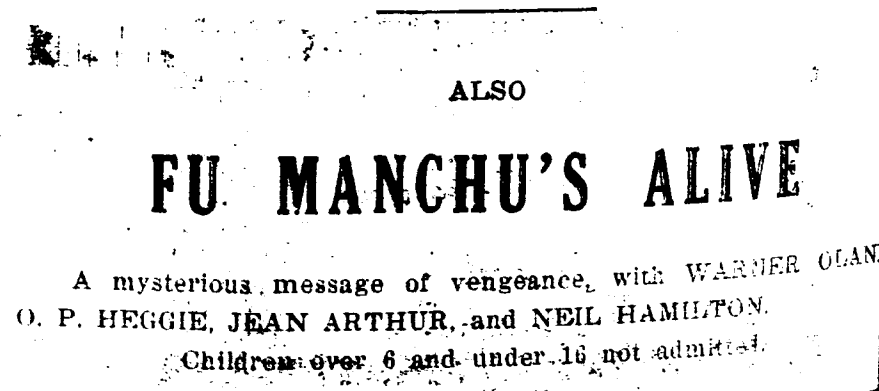 ALSO
FU MANCHU'S ALIVE
A mysterious message of vengeance, with WARNER OLAN
O. P. HEGGIE, JEAN ARTHUR, and NEIL HAMILTON.
Children over 6 and under 16 not admitted.